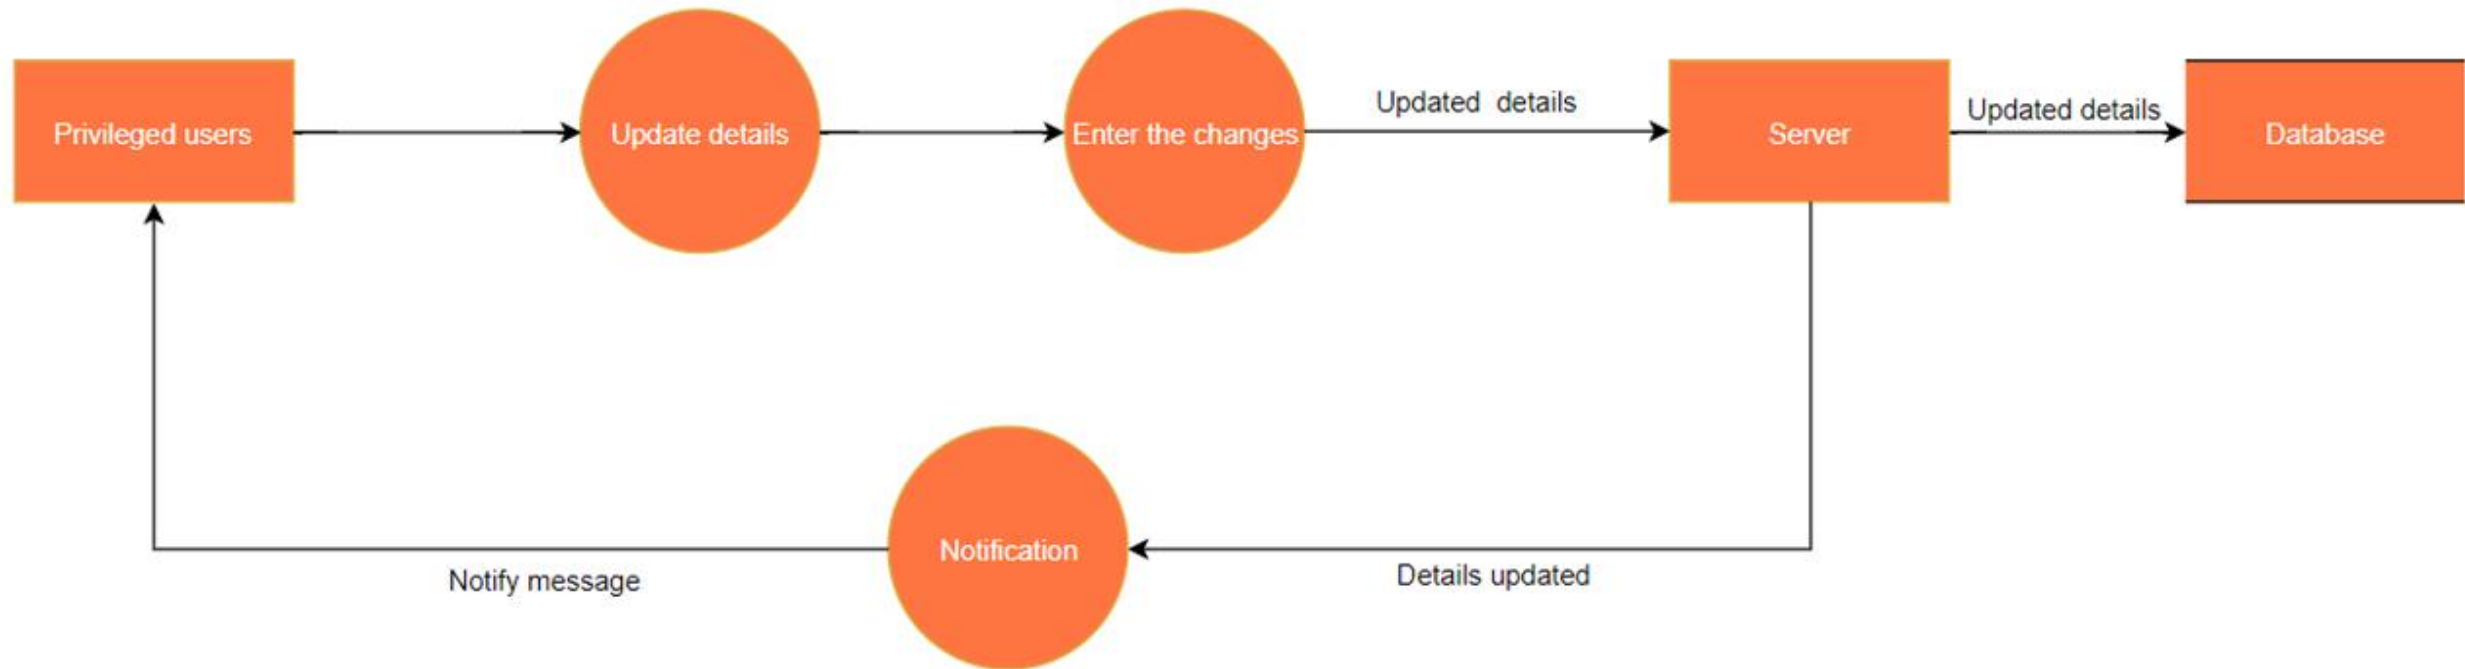 Privileged users
Update details
Enter the changes
Updated details
Server
Updated details
Database
Notification
Notify message
Details updated